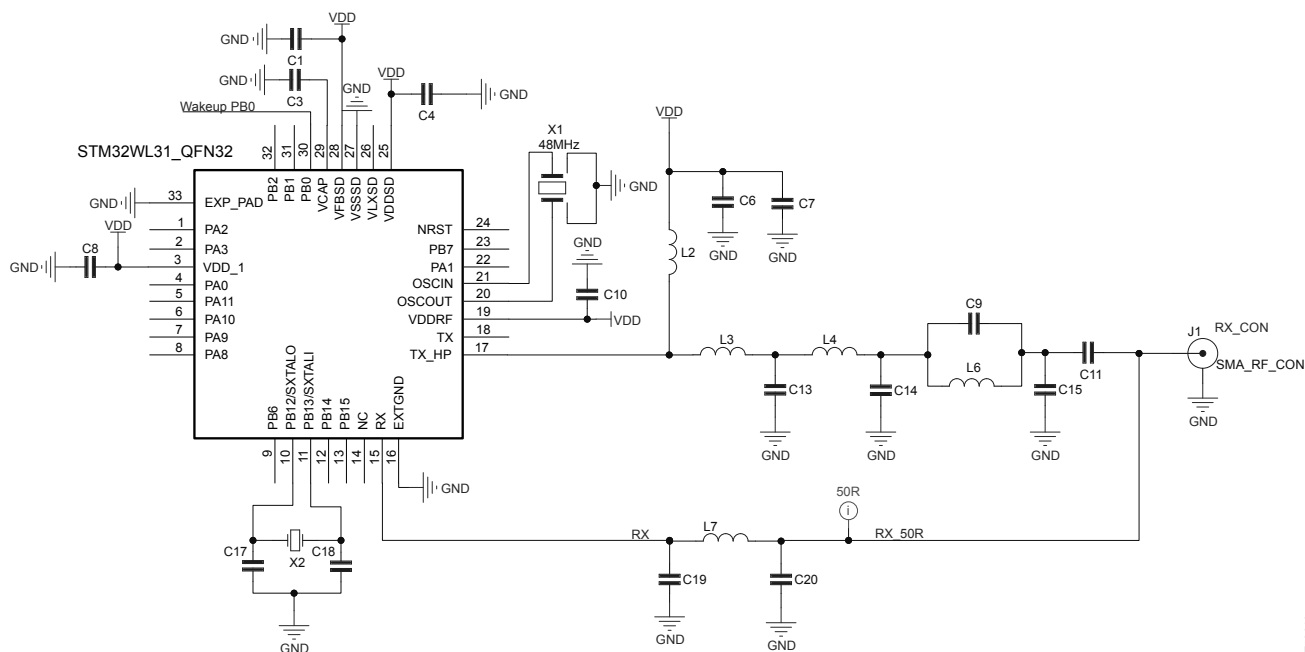 VDD
GND
C1
GND
C3
VDD
GND
C4
GND
Wakeup PB0
STM32WL31_QFN32
X1
48MHz
GND
VDD
32
31
30
29
28
27
26
25
PB2
PB1
PB0
VCAP
VFBSD
VSSSD
VLXSD
VDDSD
GND
33
EXP_PAD
1
PA2
2
PA3
3
VDD_1
4
PA0
5
PA11
6
PA10
7
PA9
8
PA8
VDD
C8
GND
NRST
24
PB7
23
PA1
22
OSCIN
21
OSCOUT
20
VDDRF
19
TX
18
TX_HP
17
GND
C10
VDD
C6
GND
C7
GND
L2
L3
L4
C9
L6
C13
GND
C14
GND
C15
GND
C11
J1
RX_CON
SMA_RF_CON
GND
PB6
PB12/SXTALO
PB13/SXTALI
PB14
PB15
NC
RX
EXTGND
9
10
11
12
13
14
15
16
GND
C17
X2
C18
GND
RX
L7
50R
i
RX_50R
C19
GND
C20
GND